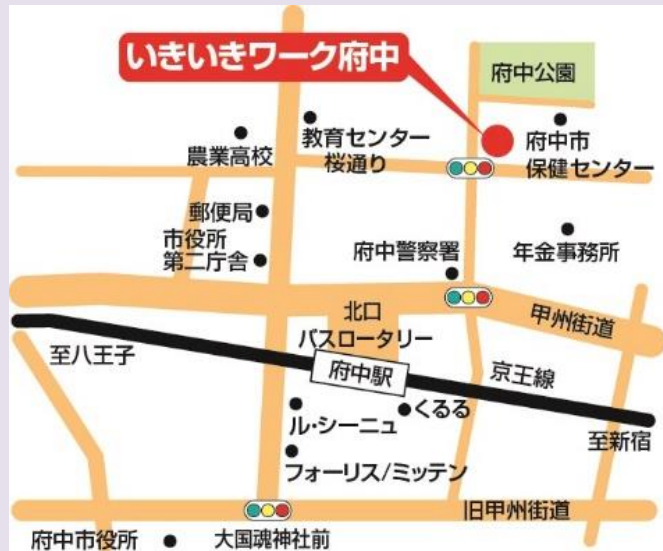 いきいきワーク府中
府中公園
農業高校
教育センター
桜通り
府中市
保健センター
郵便局
市役所
第二庁舎
府中警察署
年金事務所
北口
バスロータリー
甲州街道
至八王子
府中駅
京王線
ル・シーニュ
くるる
至新宿
フォーリス/ミッテン
旧甲州街道
府中市役所
大国魂神社前